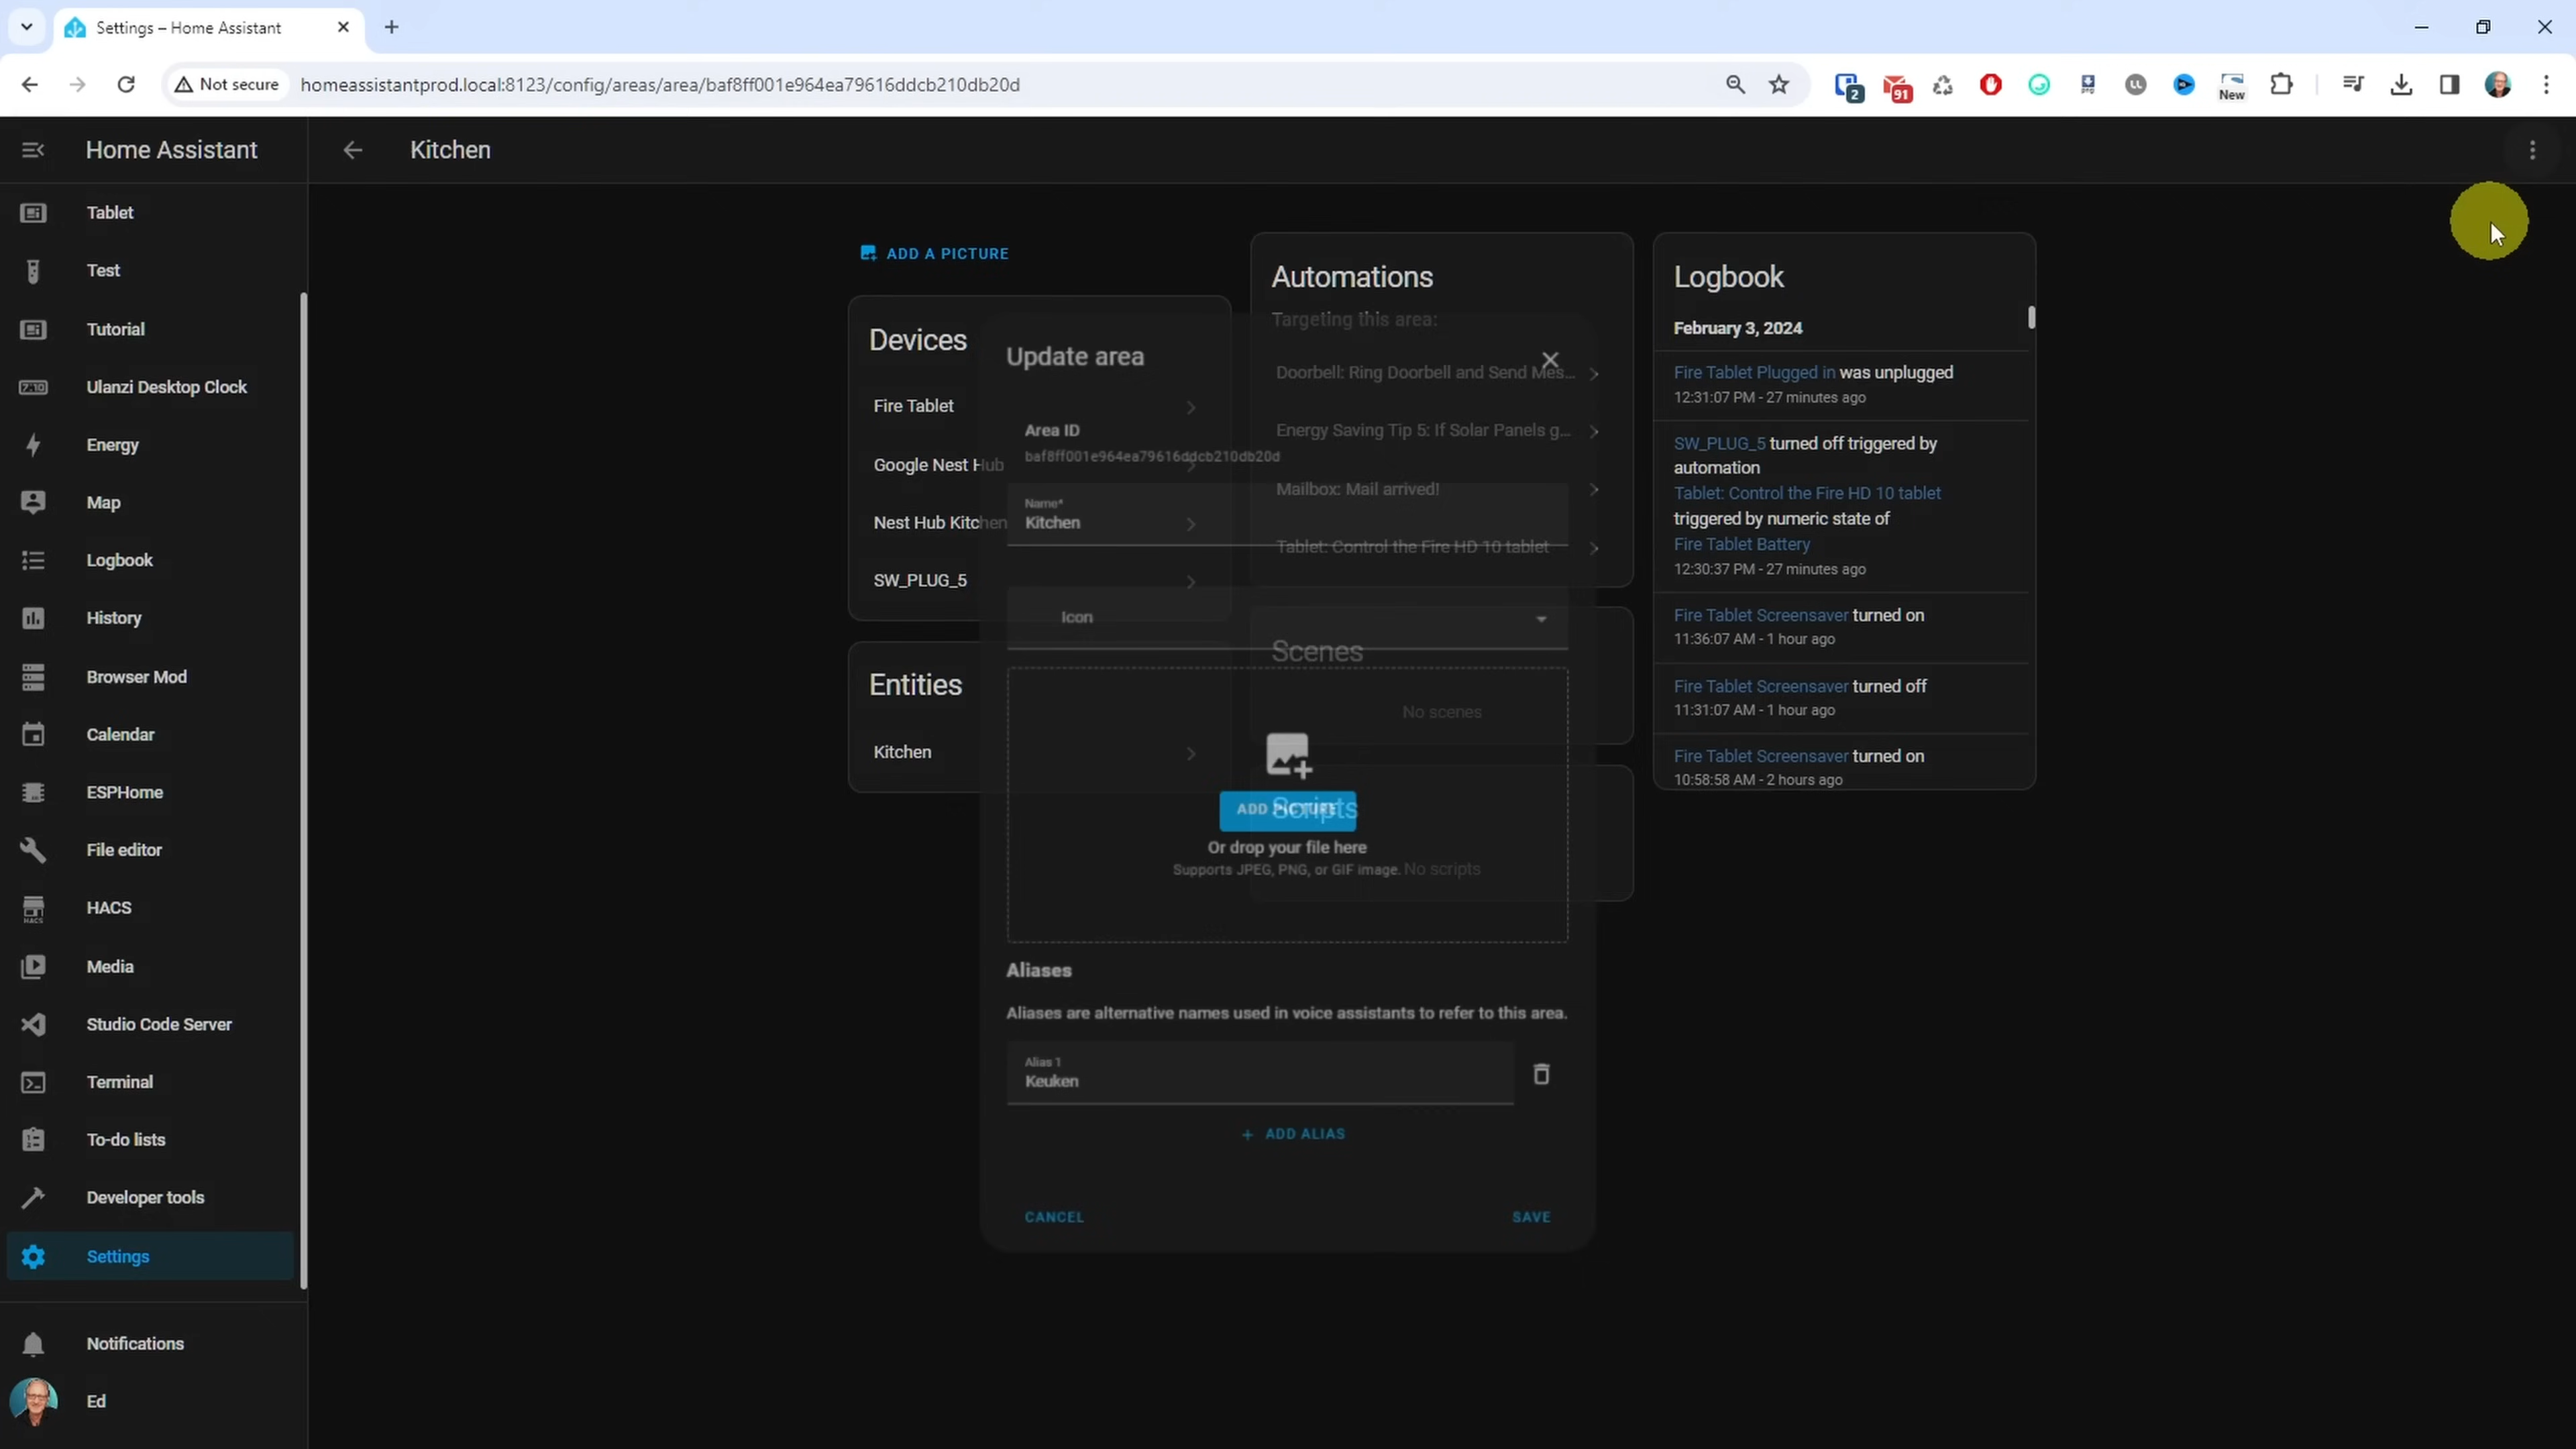 Settings – Home Assistant
Not secure
homeassistantprod.local:8123/config/areas/area/baf8ff001e964ea79616ddcb210db20d
2
91
New
Home Assistant
Kitchen
Tablet
Test
Tutorial
Ulanzi Desktop Clock
Energy
Map
Logbook
History
Browser Mod
Calendar
ESPHome
File editor
HACS
Media
Studio Code Server
Terminal
To-do lists
Developer tools
Settings
Notifications
Ed
ADD A PICTURE
Devices
Fire Tablet
Google Nest Hub
Nest Hub Kitchen
SW_PLUG_5
Entities
Kitchen
Update area
Area ID
baf8ff001e964ea79616ddcb210db20d
Name*
Kitchen
Icon
ADD PICTURE
Or drop your file here
Supports JPEG, PNG, or GIF image.
Aliases
Aliases are alternative names used in voice assistants to refer to this area.
Alias 1
Keuken
ADD ALIAS
CANCEL
SAVE
Automations
Targeting this area:
Doorbell: Ring Doorbell and Send Mes...
Energy Saving Tip 5: If Solar Panels g...
Mailbox: Mail arrived!
Tablet: Control the Fire HD 10 tablet
Scenes
No scenes
Scripts
No scripts
Logbook
February 3, 2024
Fire Tablet Plugged in was unplugged
12:31:07 PM - 27 minutes ago
SW_PLUG_5 turned off triggered by
automation
Tablet: Control the Fire HD 10 tablet
triggered by numeric state of
Fire Tablet Battery
12:30:37 PM - 27 minutes ago
Fire Tablet Screensaver turned on
11:36:07 AM - 1 hour ago
Fire Tablet Screensaver turned off
11:31:07 AM - 1 hour ago
Fire Tablet Screensaver turned on
10:58:58 AM - 2 hours ago